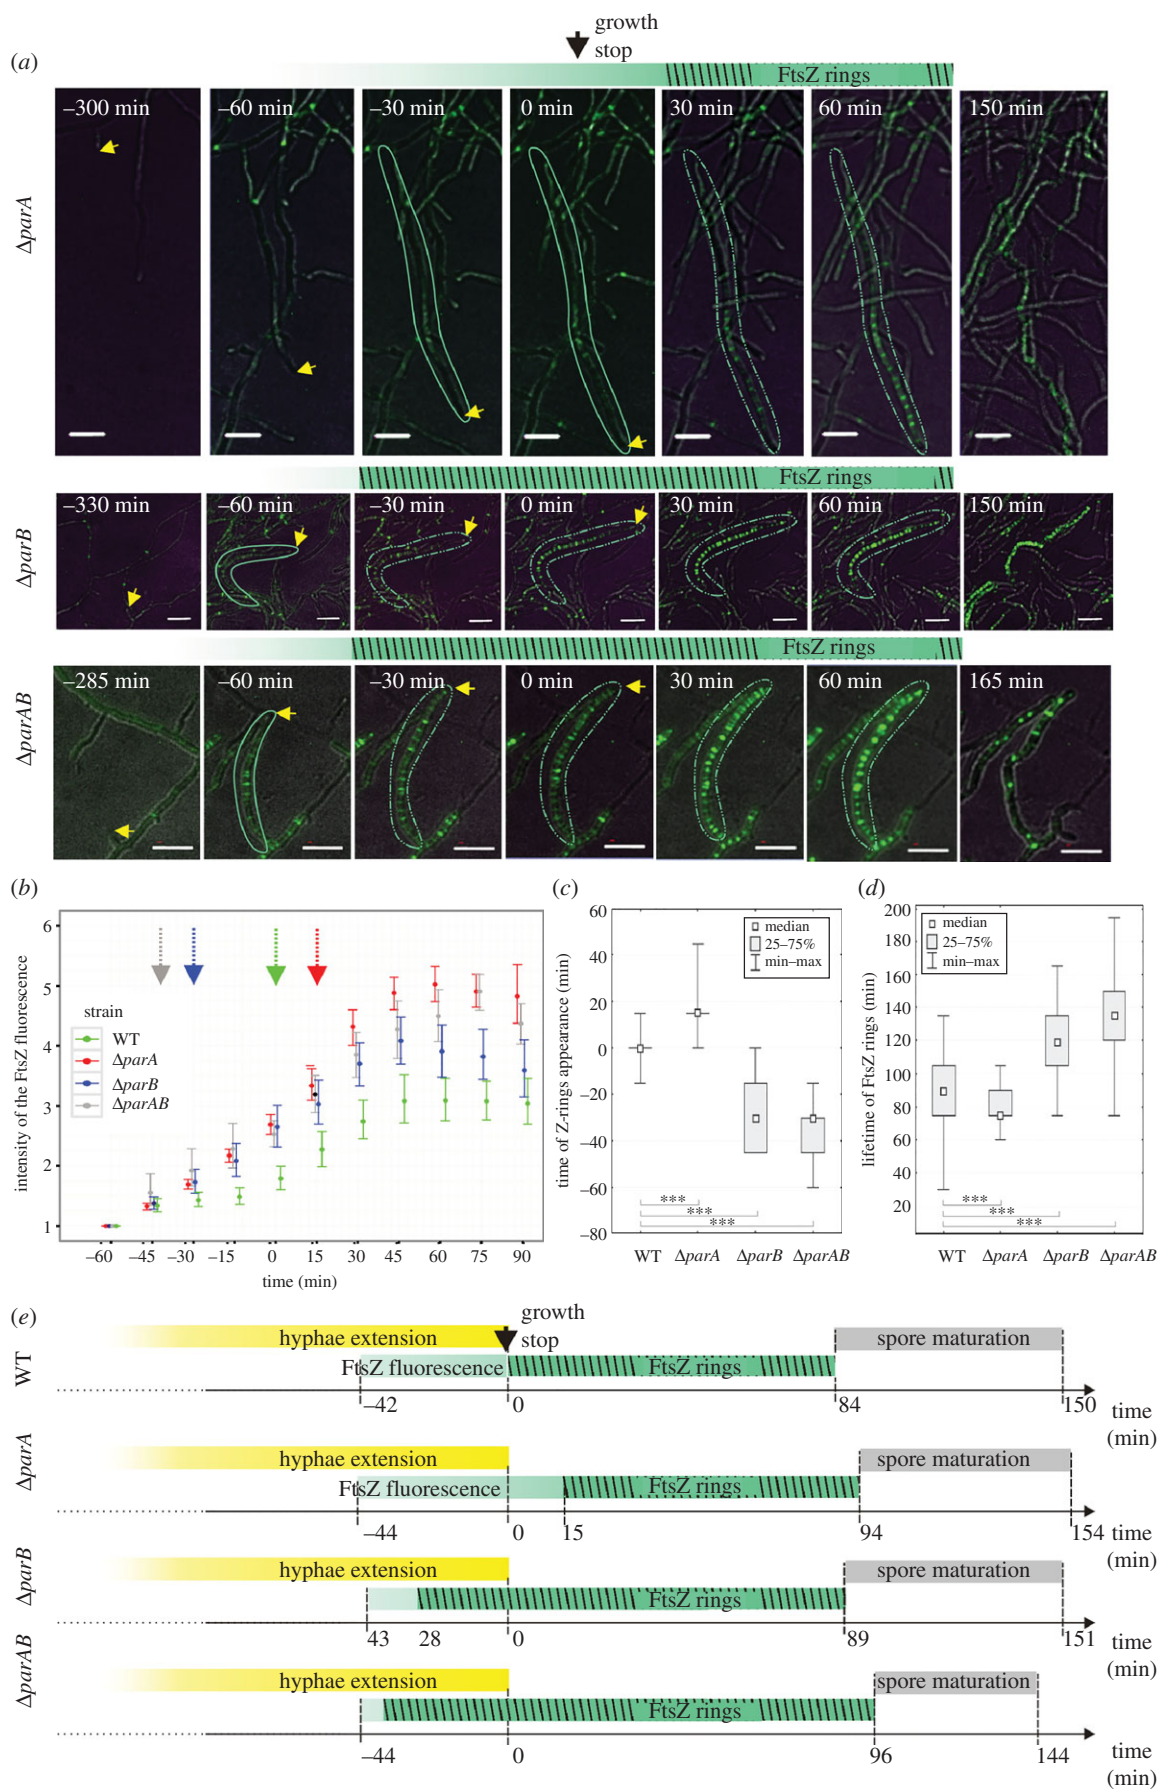 growth
stop
(a)
FtsZ rings
ΔparA
–300 min
–60 min
–30 min
0 min
30 min
60 min
150 min
FtsZ rings
ΔparB
–330 min
–60 min
–30 min
0 min
30 min
60 min
150 min
FtsZ rings
ΔparAB
–285 min
–60 min
–30 min
0 min
30 min
60 min
165 min
(b)
intensity of the FtsZ fluorescence
6
5
4
3
2
1
strain
WT
ΔparA
ΔparB
ΔparAB
–60 –45 –30 –15 0 15 30 45 60 75 90
time (min)
(c)
time of Z-rings appearance (min)
60
40
20
0
–20
–40
–60
–80
median
25–75%
min–max
***
***
***
WT ΔparA ΔparB ΔparAB
(d)
lifetime of FtsZ rings (min)
200
180
160
140
120
100
80
60
40
20
median
25–75%
min–max
***
***
***
WT ΔparA ΔparB ΔparAB
(e)
growth
stop
WT
hyphae extension
spore maturation
FtsZ fluorescence
FtsZ rings
–42 0 84 150 time
(min)
ΔparA
hyphae extension
spore maturation
FtsZ fluorescence
FtsZ rings
–44 0 15 94 154 time
(min)
ΔparB
hyphae extension
spore maturation
FtsZ rings
43 28 0 89 151 time
(min)
ΔparAB
hyphae extension
spore maturation
FtsZ rings
–44 0 96 144 time
(min)